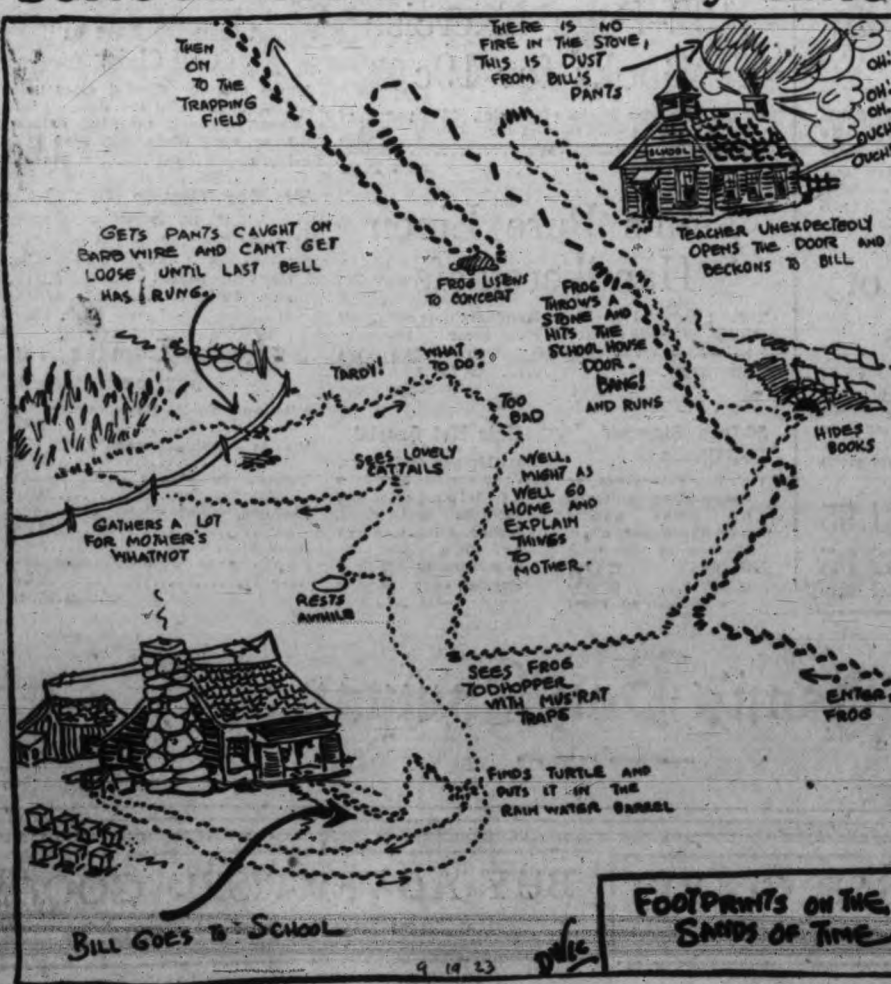 THEN
ON
TO THE
TRAPPING
FIELD
THERE IS NO
FIRE IN THE STOVE,
THIS IS DUST
FROM BILL'S
PANTS
OH-
OH-
OH-
OUCH!
OUCH!
SCHOOL
TEACHER UNEXPECTEDLY
OPENS THE DOOR AND
BECKONS TO BILL
GETS PANTS CAUGHT ON
BARB WIRE AND CAN'T GET
LOOSE UNTIL LAST BELL
HAS RUNG.
FROG LISTENS
TO CONCERT
FROG
THROWS A
STONE AND
HITS THE
SCHOOL HOUSE
DOOR -
BANG!
AND RUNS
TARDY!
WHAT
TO DO?
TOO
BAD
HIDES
BOOKS
SEES LOVELY
CATTAILS
WELL,
MIGHT AS
WELL GO
HOME AND
EXPLAIN
THINGS
TO
MOTHER.
GATHERS A LOT
FOR MOTHER'S
WHATNOT
RESTS
AWHILE
SEES FROG
TODHOPPER
WITH MUS'RAT
TRAPS
ENTER
FROG
FINDS TURTLE AND
PUTS IT IN THE
RAIN WATER BARREL
BILL GOES TO SCHOOL
FOOTPRINTS ON THE
SANDS OF TIME
9 19 23